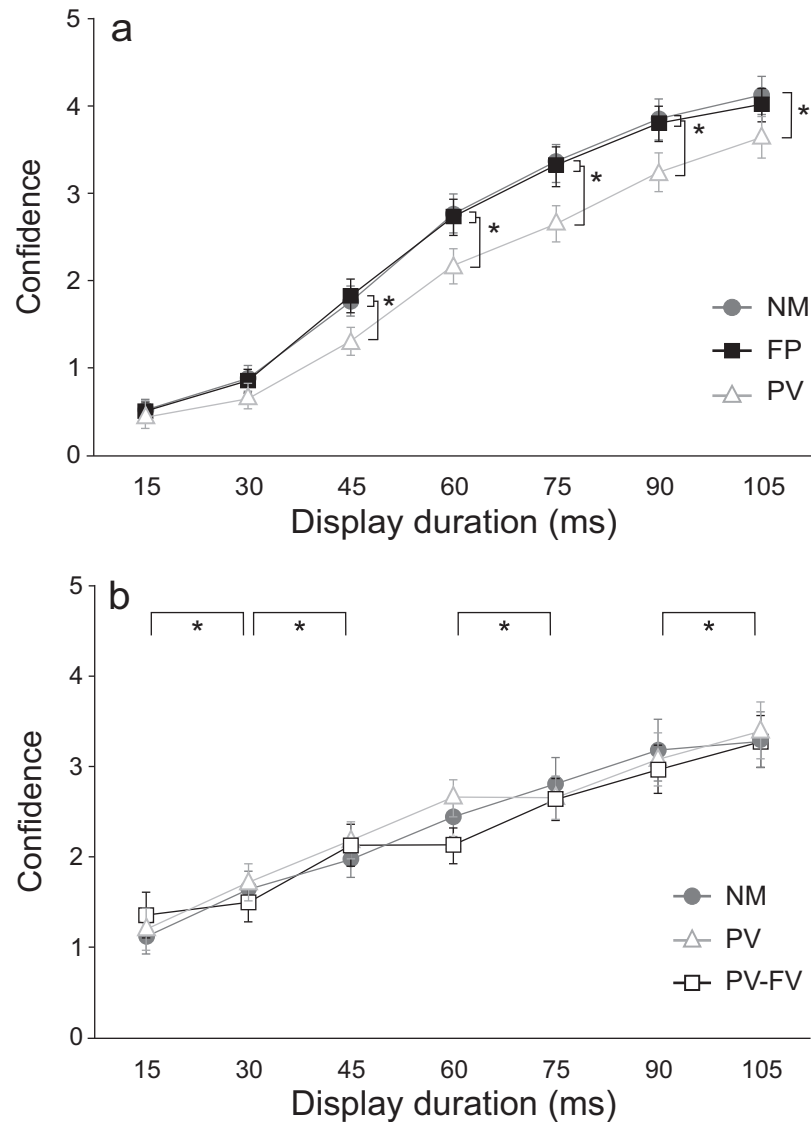 a
5
4
3
2
1
0
Confidence
* * * * *
NM
FP
PV
15 30 45 60 75 90 105
Display duration (ms)
b
5
4
3
2
1
0
Confidence
* * * *
NM
PV
PV-FV
15 30 45 60 75 90 105
Display duration (ms)